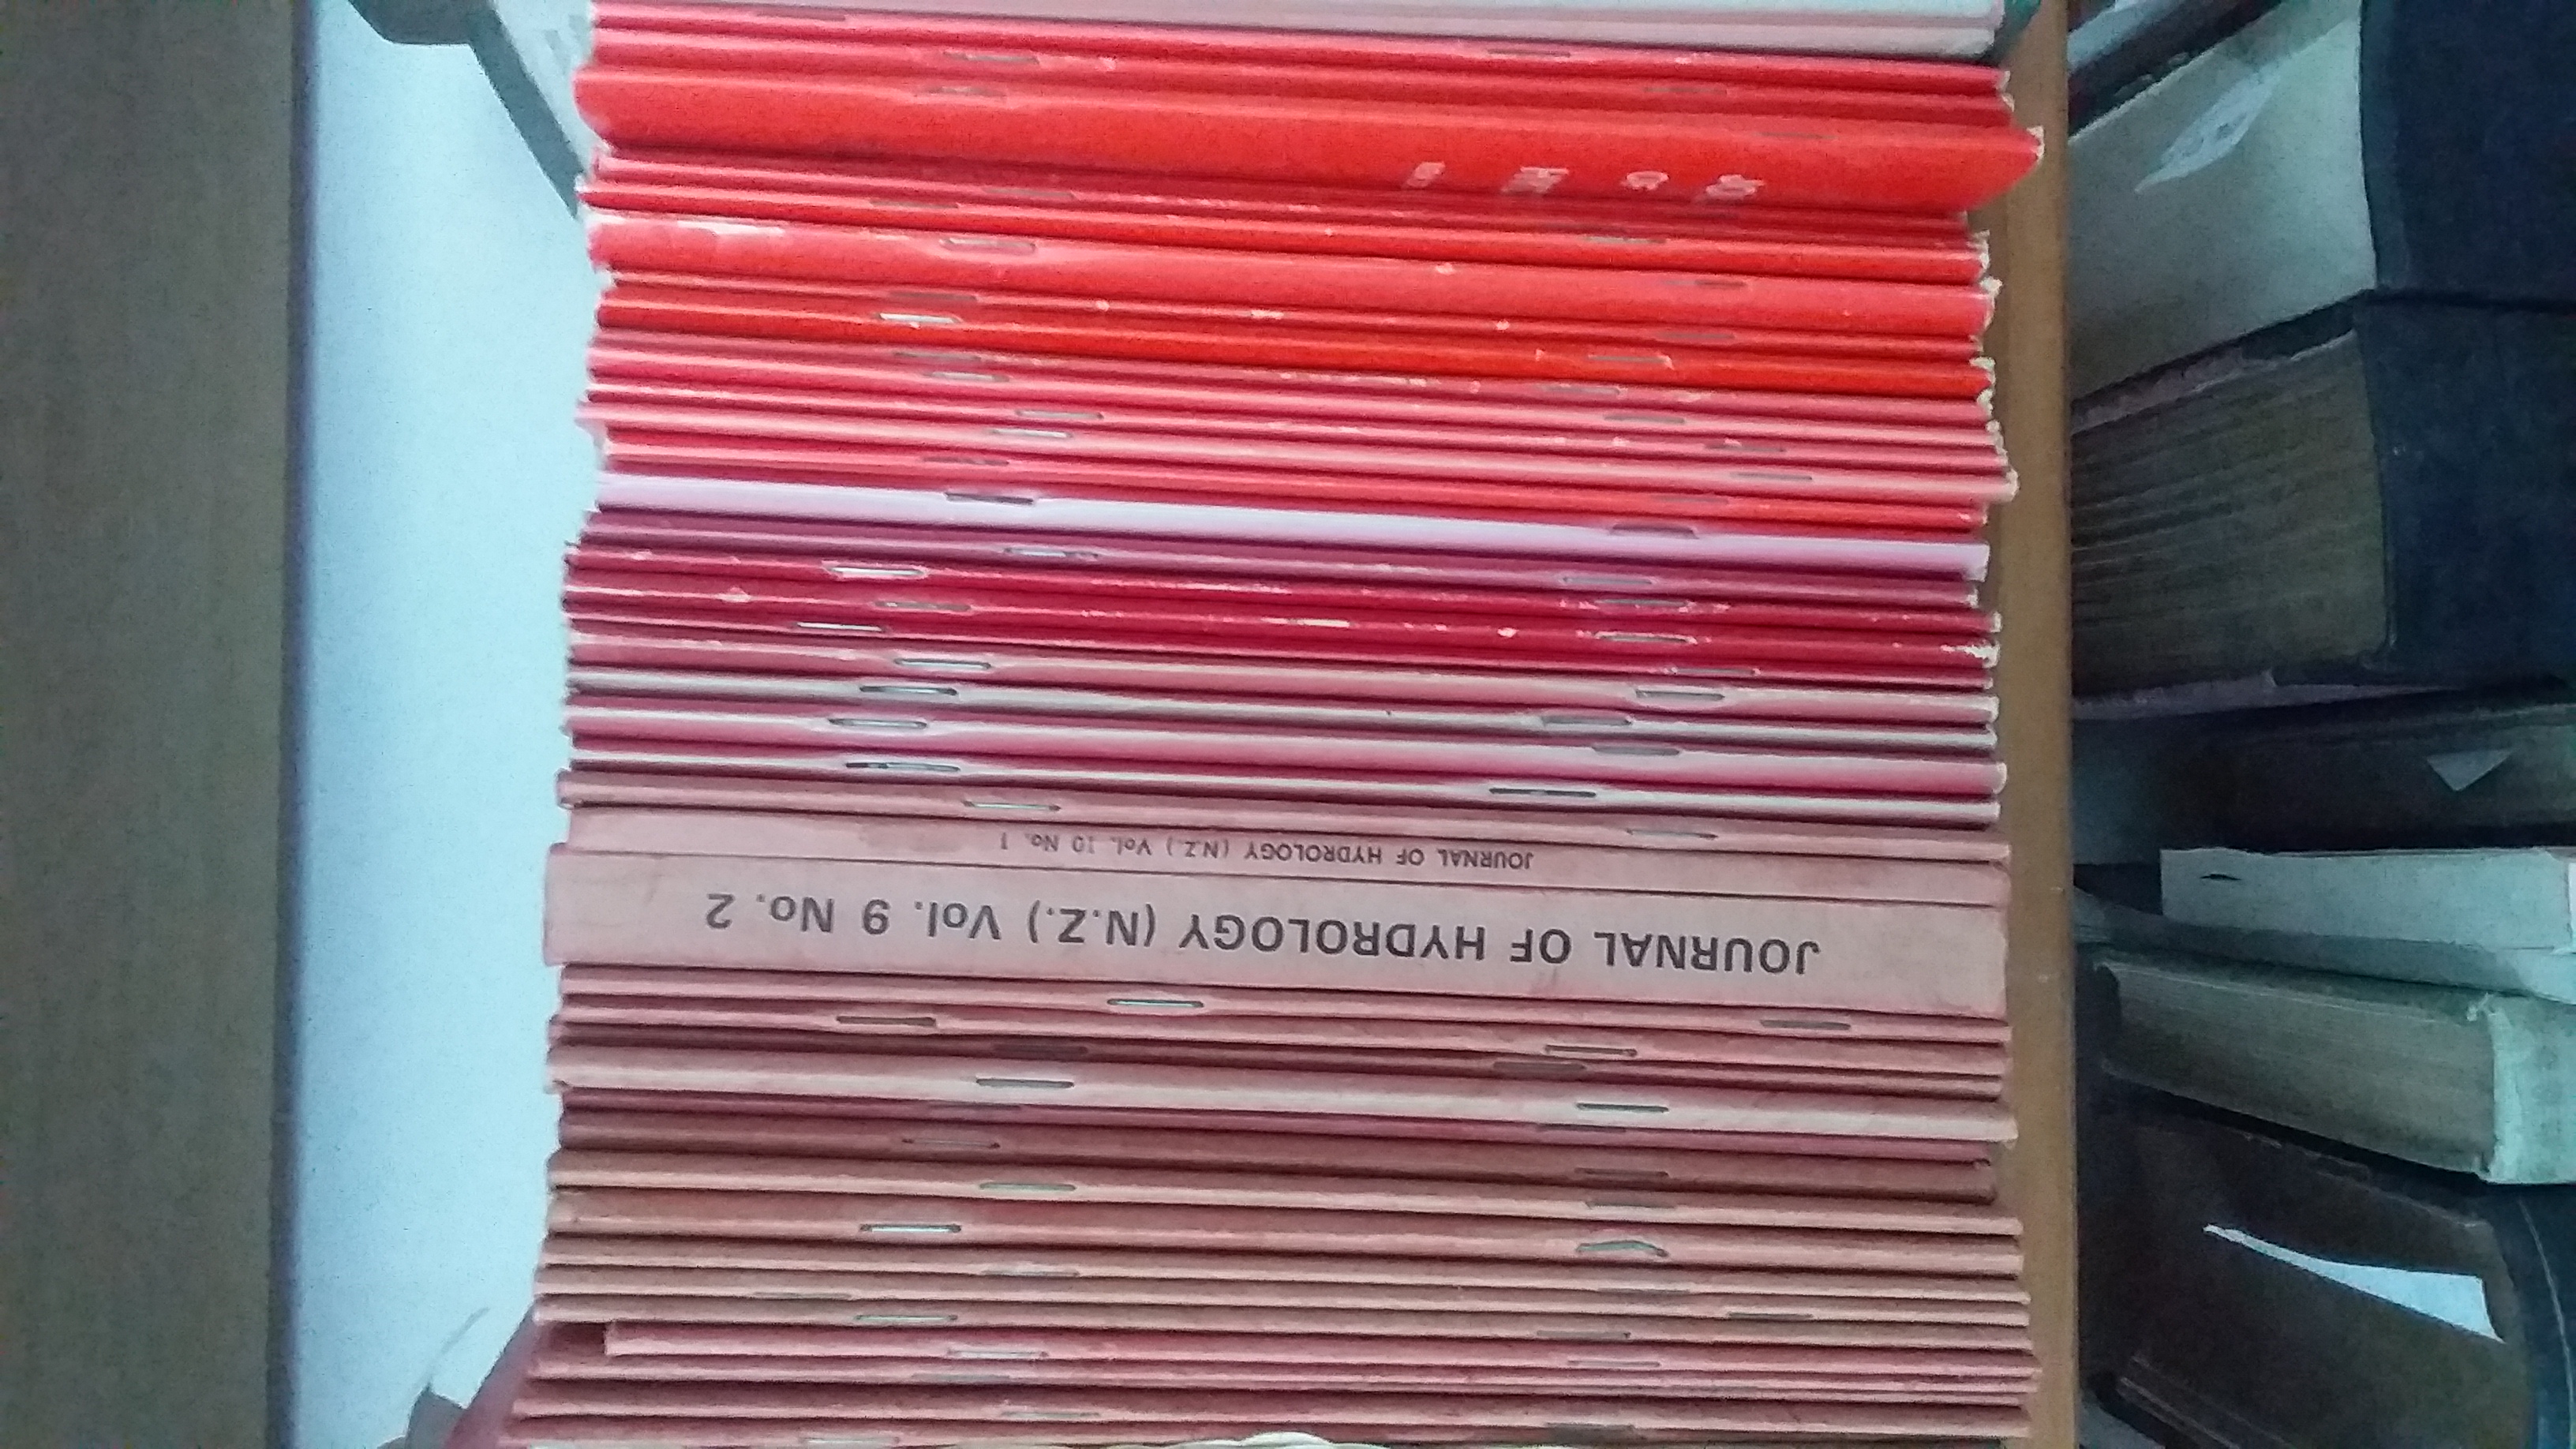 JOURNAL OF HYDROLOGY (N.Z.) Vol. 9 No. 2
JOURNAL OF HYDROLOGY (N.Z.) Vol. 10 No. 1